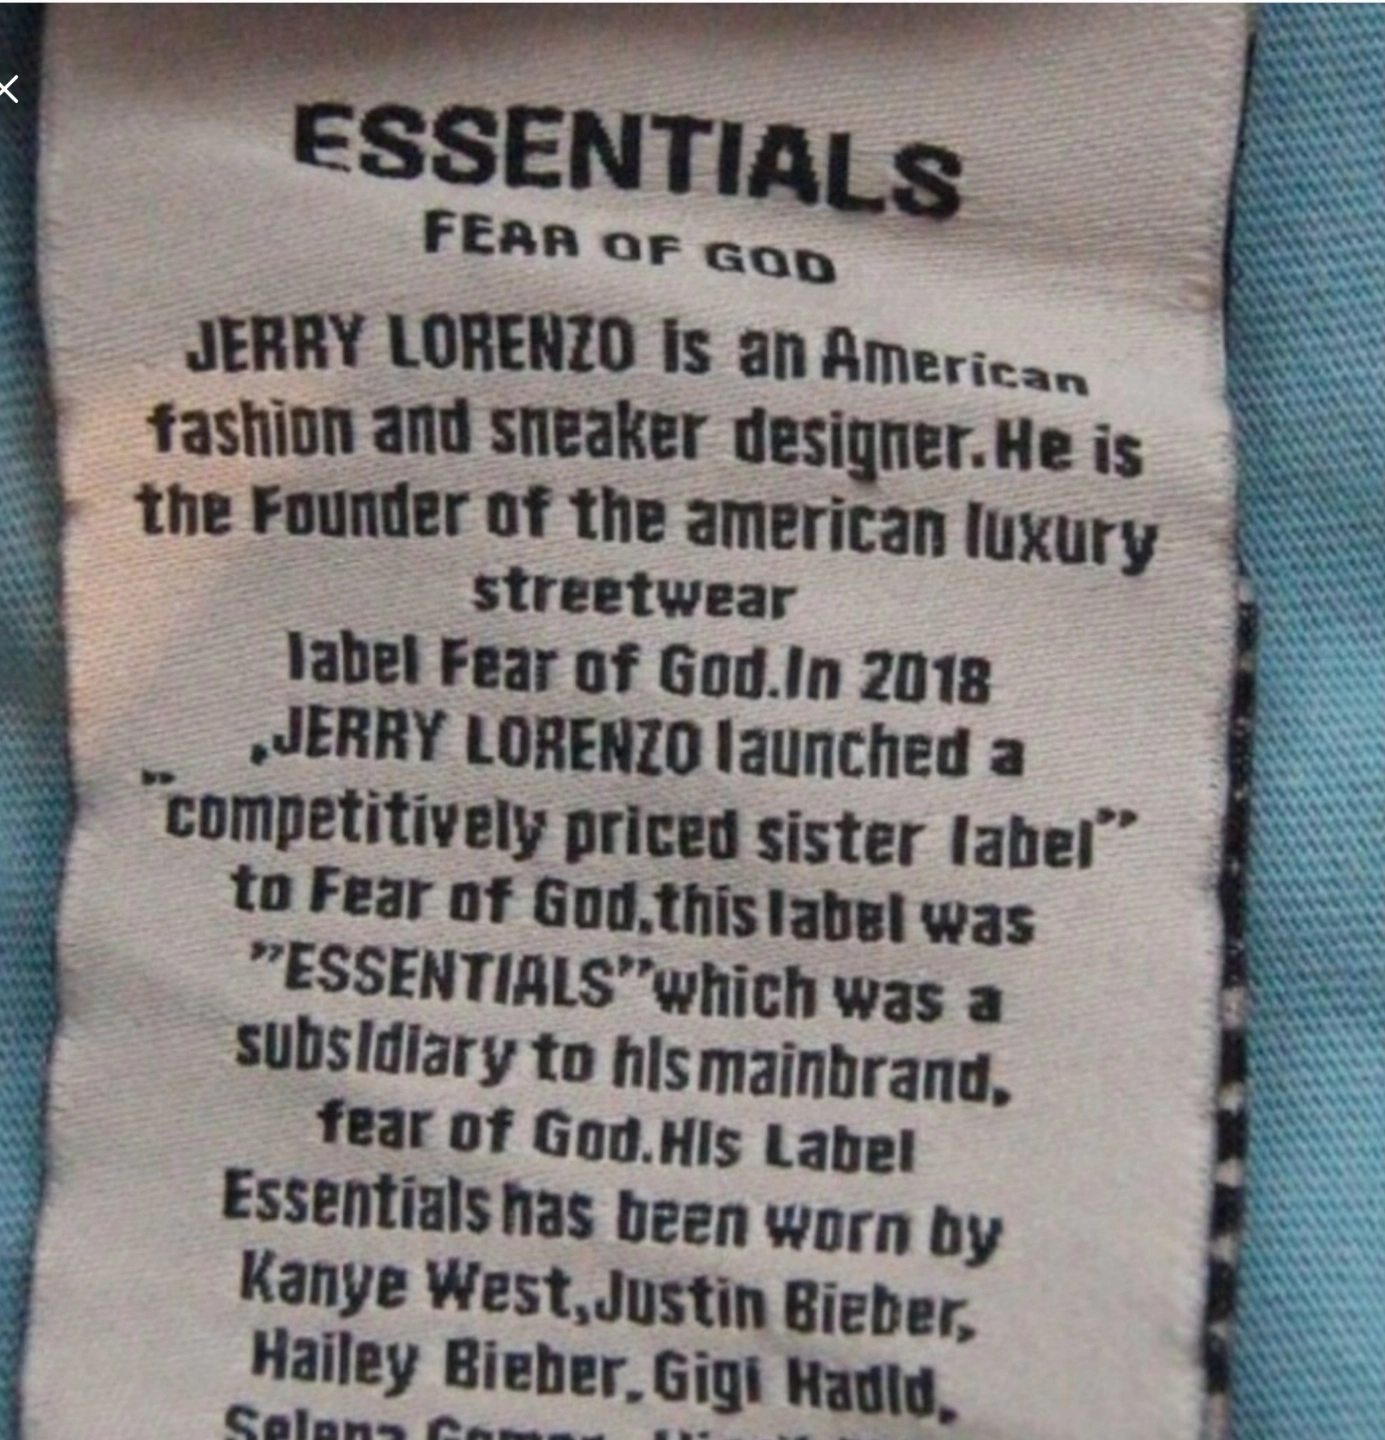 ESSENTIALS
FEAR OF GOD
JERRY LORENZO is an American
fashion and sneaker designer.He is
the Founder of the american luxury
streetwear
label Fear of God.In 2018
,JERRY LORENZO launched a
"competitively priced sister label"
to Fear of God.this label was
"ESSENTIALS"which was a
subsidiary to his mainbrand,
fear of God.His Label
Essentials has been worn by
Kanye West,Justin Bieber,
Hailey Bieber,Gigi Hadid,
Selena Gomez,